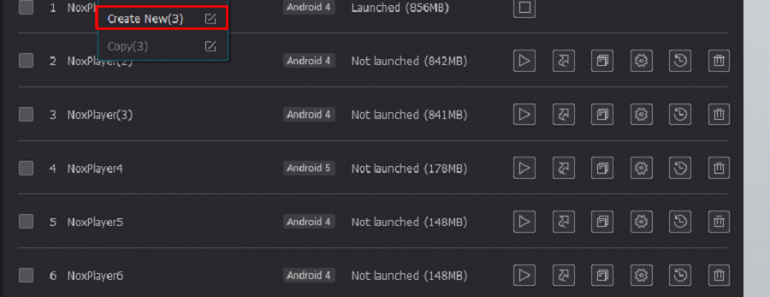 Create New(3)
1 NoxPl Android 4 Launched (856MB)
Copy(3)
2 NoxPlayer(2) Android 4 Not launched (842MB)
3 NoxPlayer(3) Android 4 Not launched (841MB)
4 NoxPlayer4 Android 5 Not launched (178MB)
5 NoxPlayer5 Android 4 Not launched (148MB)
6 NoxPlayer6 Android 4 Not launched (148MB)